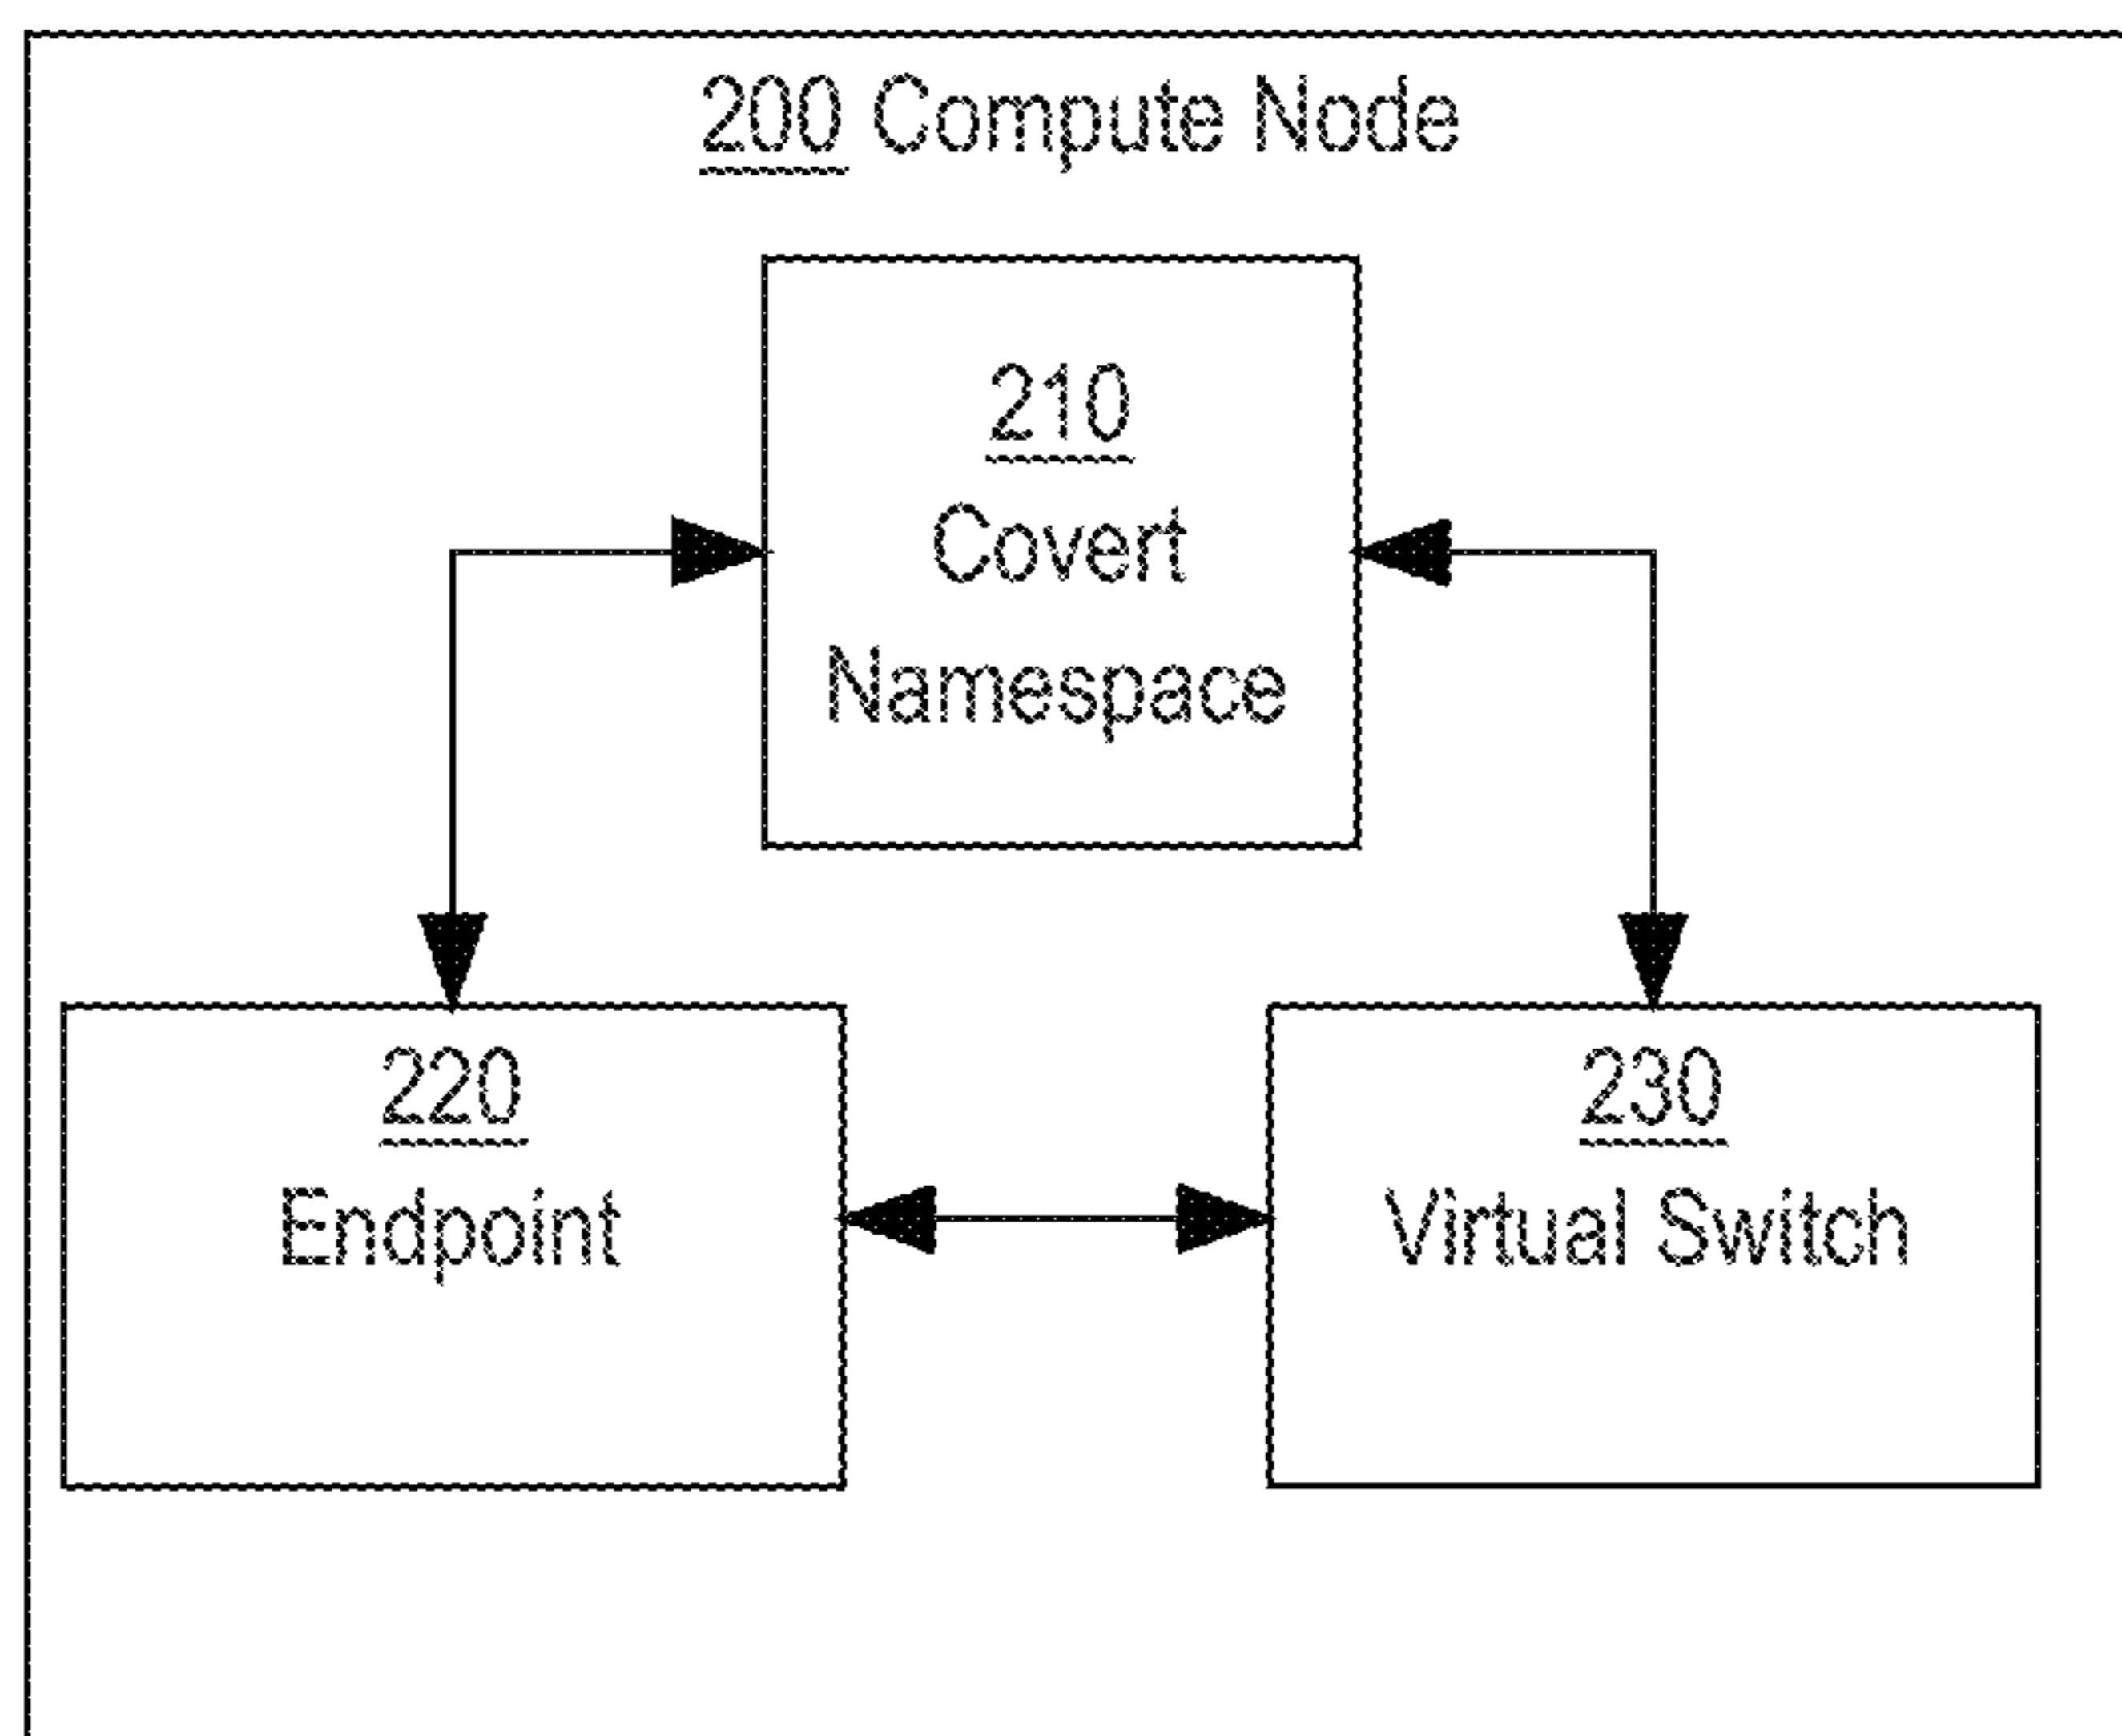 200 Compute Node
210
Covert
Namespace
220
Endpoint
230
Virtual Switch